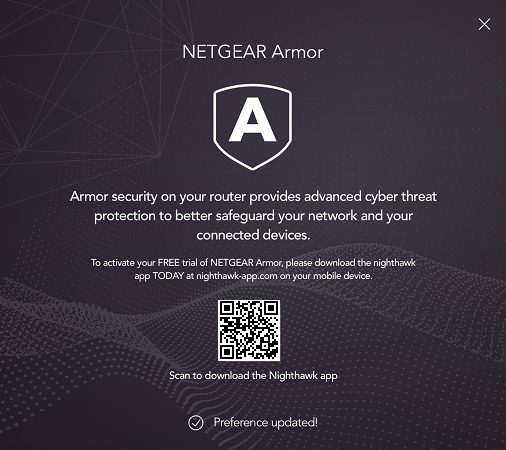 NETGEAR Armor
A
Armor security on your router provides advanced cyber threat
protection to better safeguard your network and your
connected devices.
To activate your FREE trial of NETGEAR Armor, please download the nighthawk
app TODAY at nighthawk-app.com on your mobile device.
Scan to download the Nighthawk app
Preference updated!